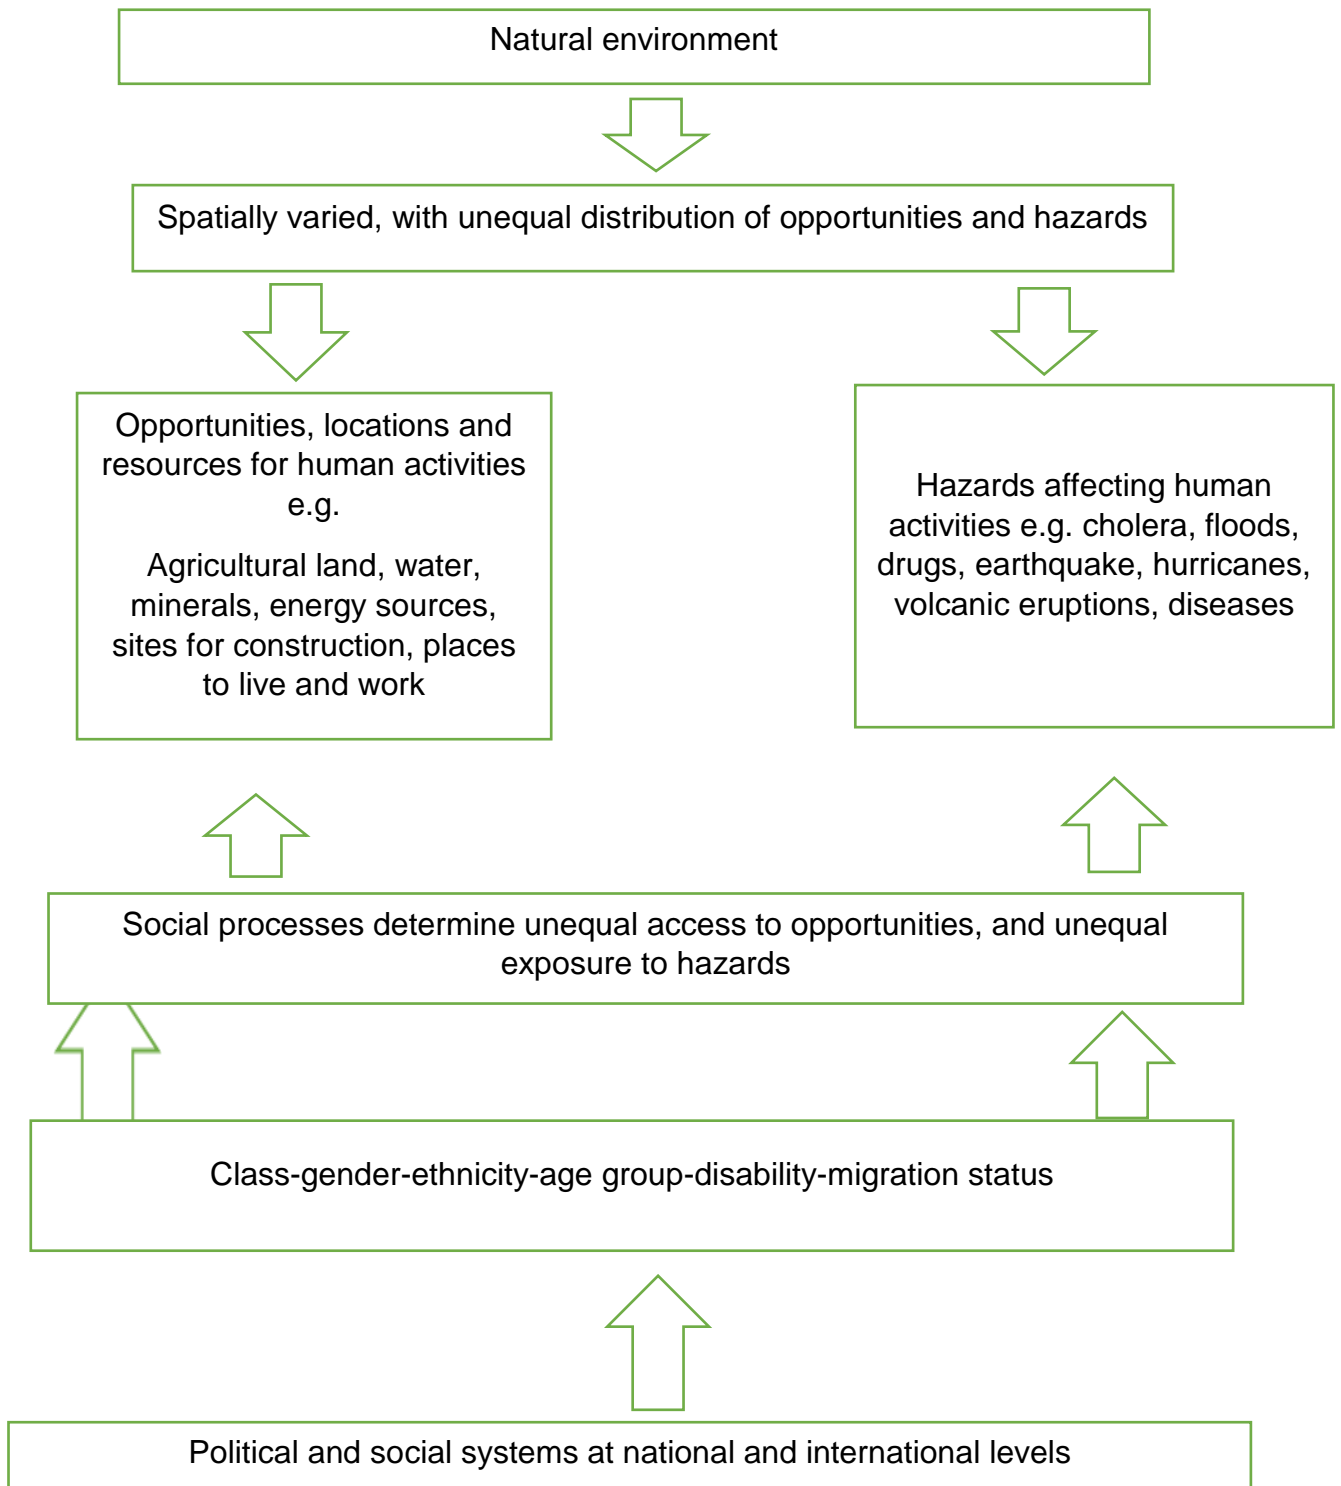 Natural environment
Spatially varied, with unequal distribution of opportunities and hazards
Opportunities, locations and
resources for human activities
e.g.
Agricultural land, water,
minerals, energy sources,
sites for construction, places
to live and work
Hazards affecting human
activities e.g. cholera, floods,
drugs, earthquake, hurricanes,
volcanic eruptions, diseases
Social processes determine unequal access to opportunities, and unequal
exposure to hazards
Class-gender-ethnicity-age group-disability-migration status
Political and social systems at national and international levels